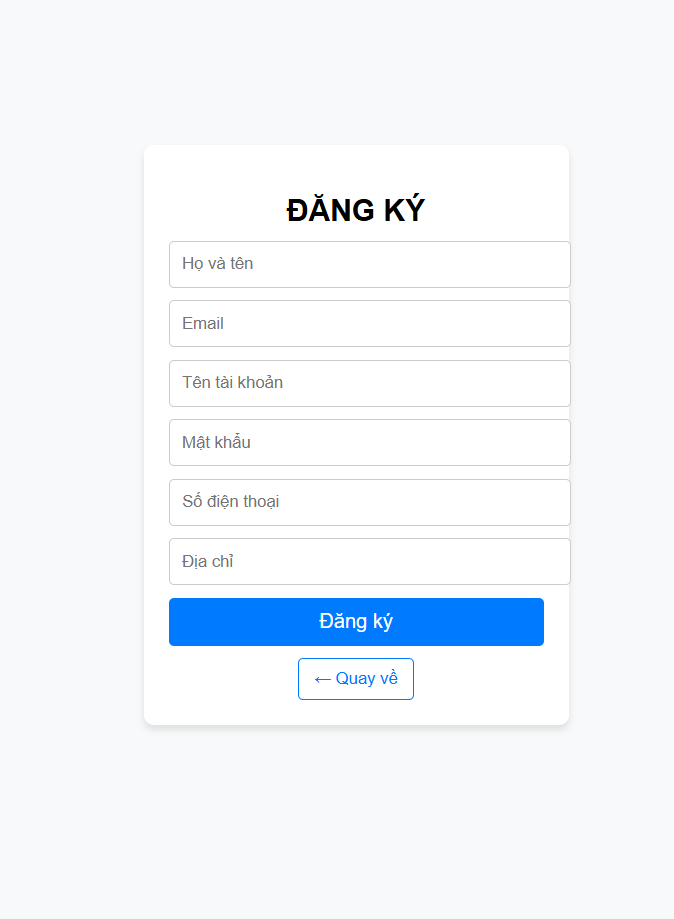 ĐĂNG KÝ
Họ và tên
Email
Tên tài khoản
Mật khẩu
Số điện thoại
Địa chỉ
Đăng ký
← Quay về